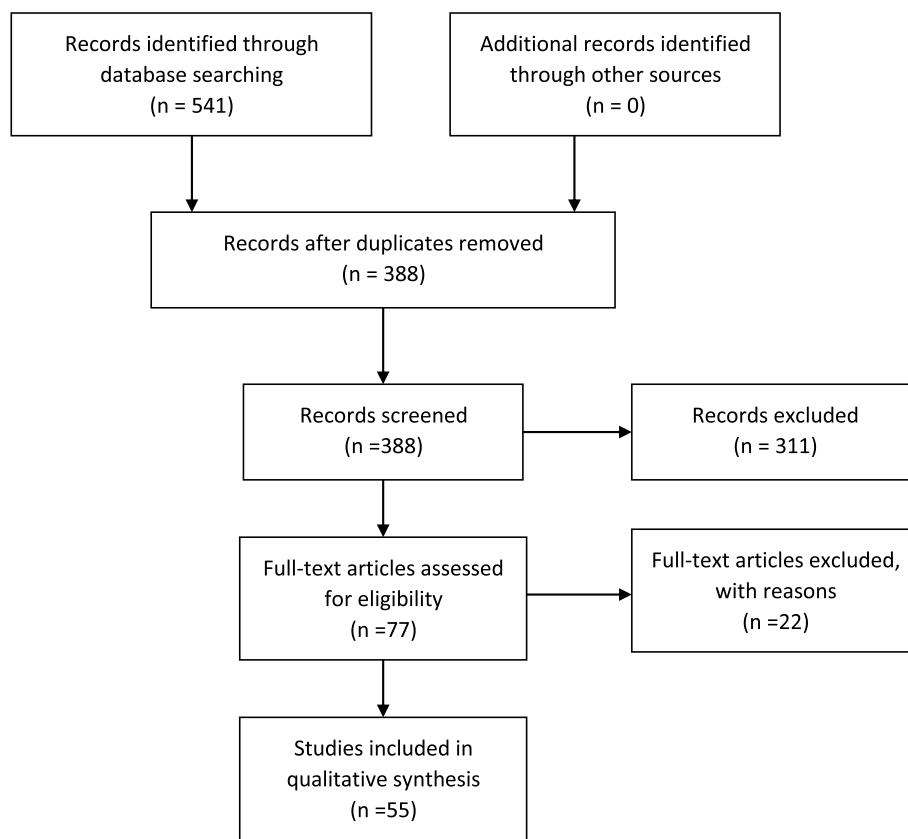 Records identified through
database searching
(n = 541)
Additional records identified
through other sources
(n = 0)
Records after duplicates removed
(n = 388)
Records screened
(n =388)
Records excluded
(n = 311)
Full-text articles assessed
for eligibility
(n =77)
Full-text articles excluded,
with reasons
(n =22)
Studies included in
qualitative synthesis
(n =55)